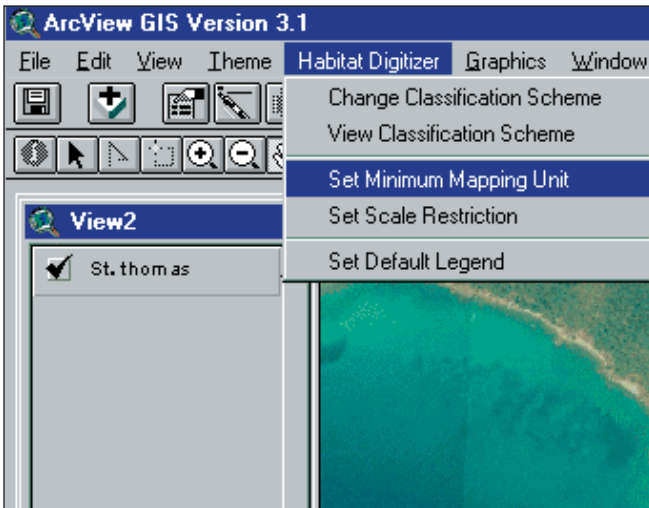 ArcView GIS Version 3.1
File Edit View Theme Habitat Digitizer Graphics Window
Change Classification Scheme
View Classification Scheme
Set Minimum Mapping Unit
Set Scale Restriction
Set Default Legend
View2
St. thomas